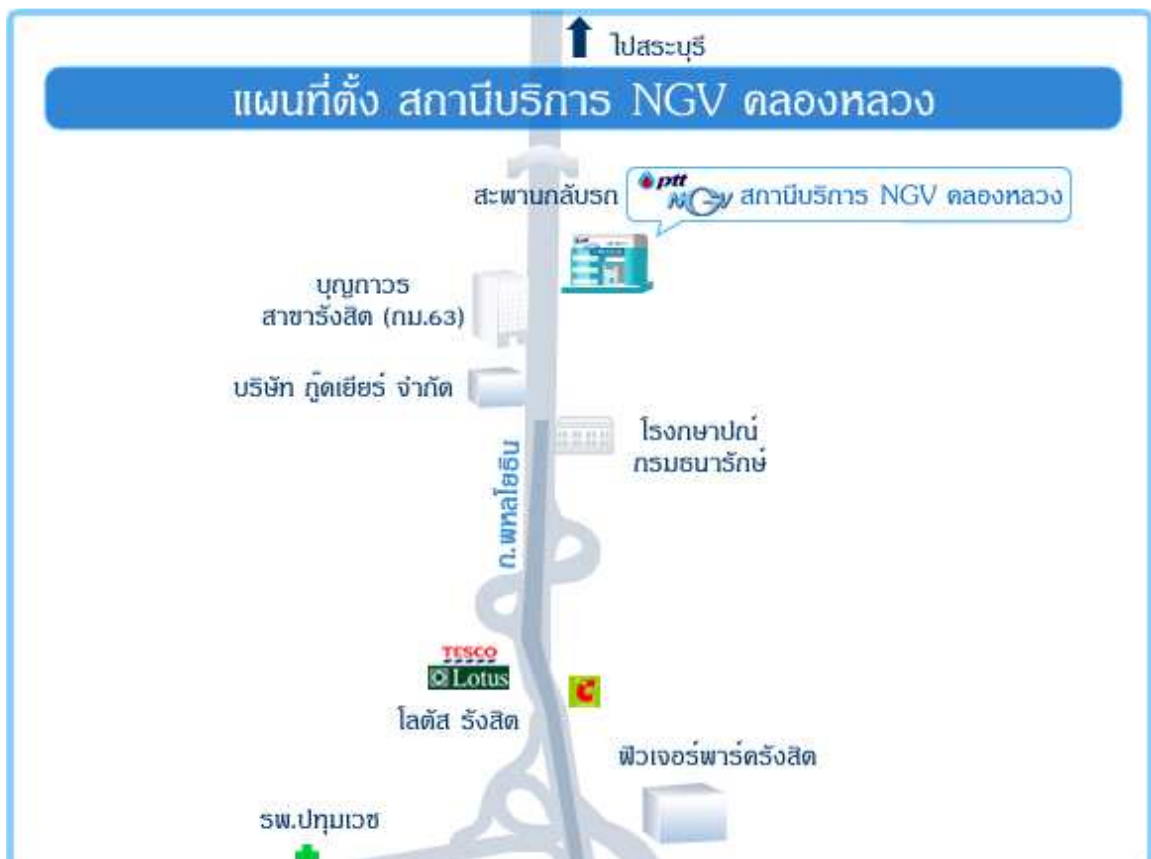 ไปสระบุรี
แผนที่ตั้ง สถานีบริการ NGV คลองหลวง
สะพานกลับรถ
ptt
NGV สถานีบริการ NGV คลองหลวง
บุญถาวร
สาขารังสิต (กม.63)
บริษัท กู๊ดเยียร์ จำกัด
โรงกษาปณ์
กรมธนารักษ์
ถ.พหลโยธิน
TESCO
Lotus
C
โลตัส รังสิต
ฟิวเจอร์พาร์ครังสิต
รพ.ปทุมเวช